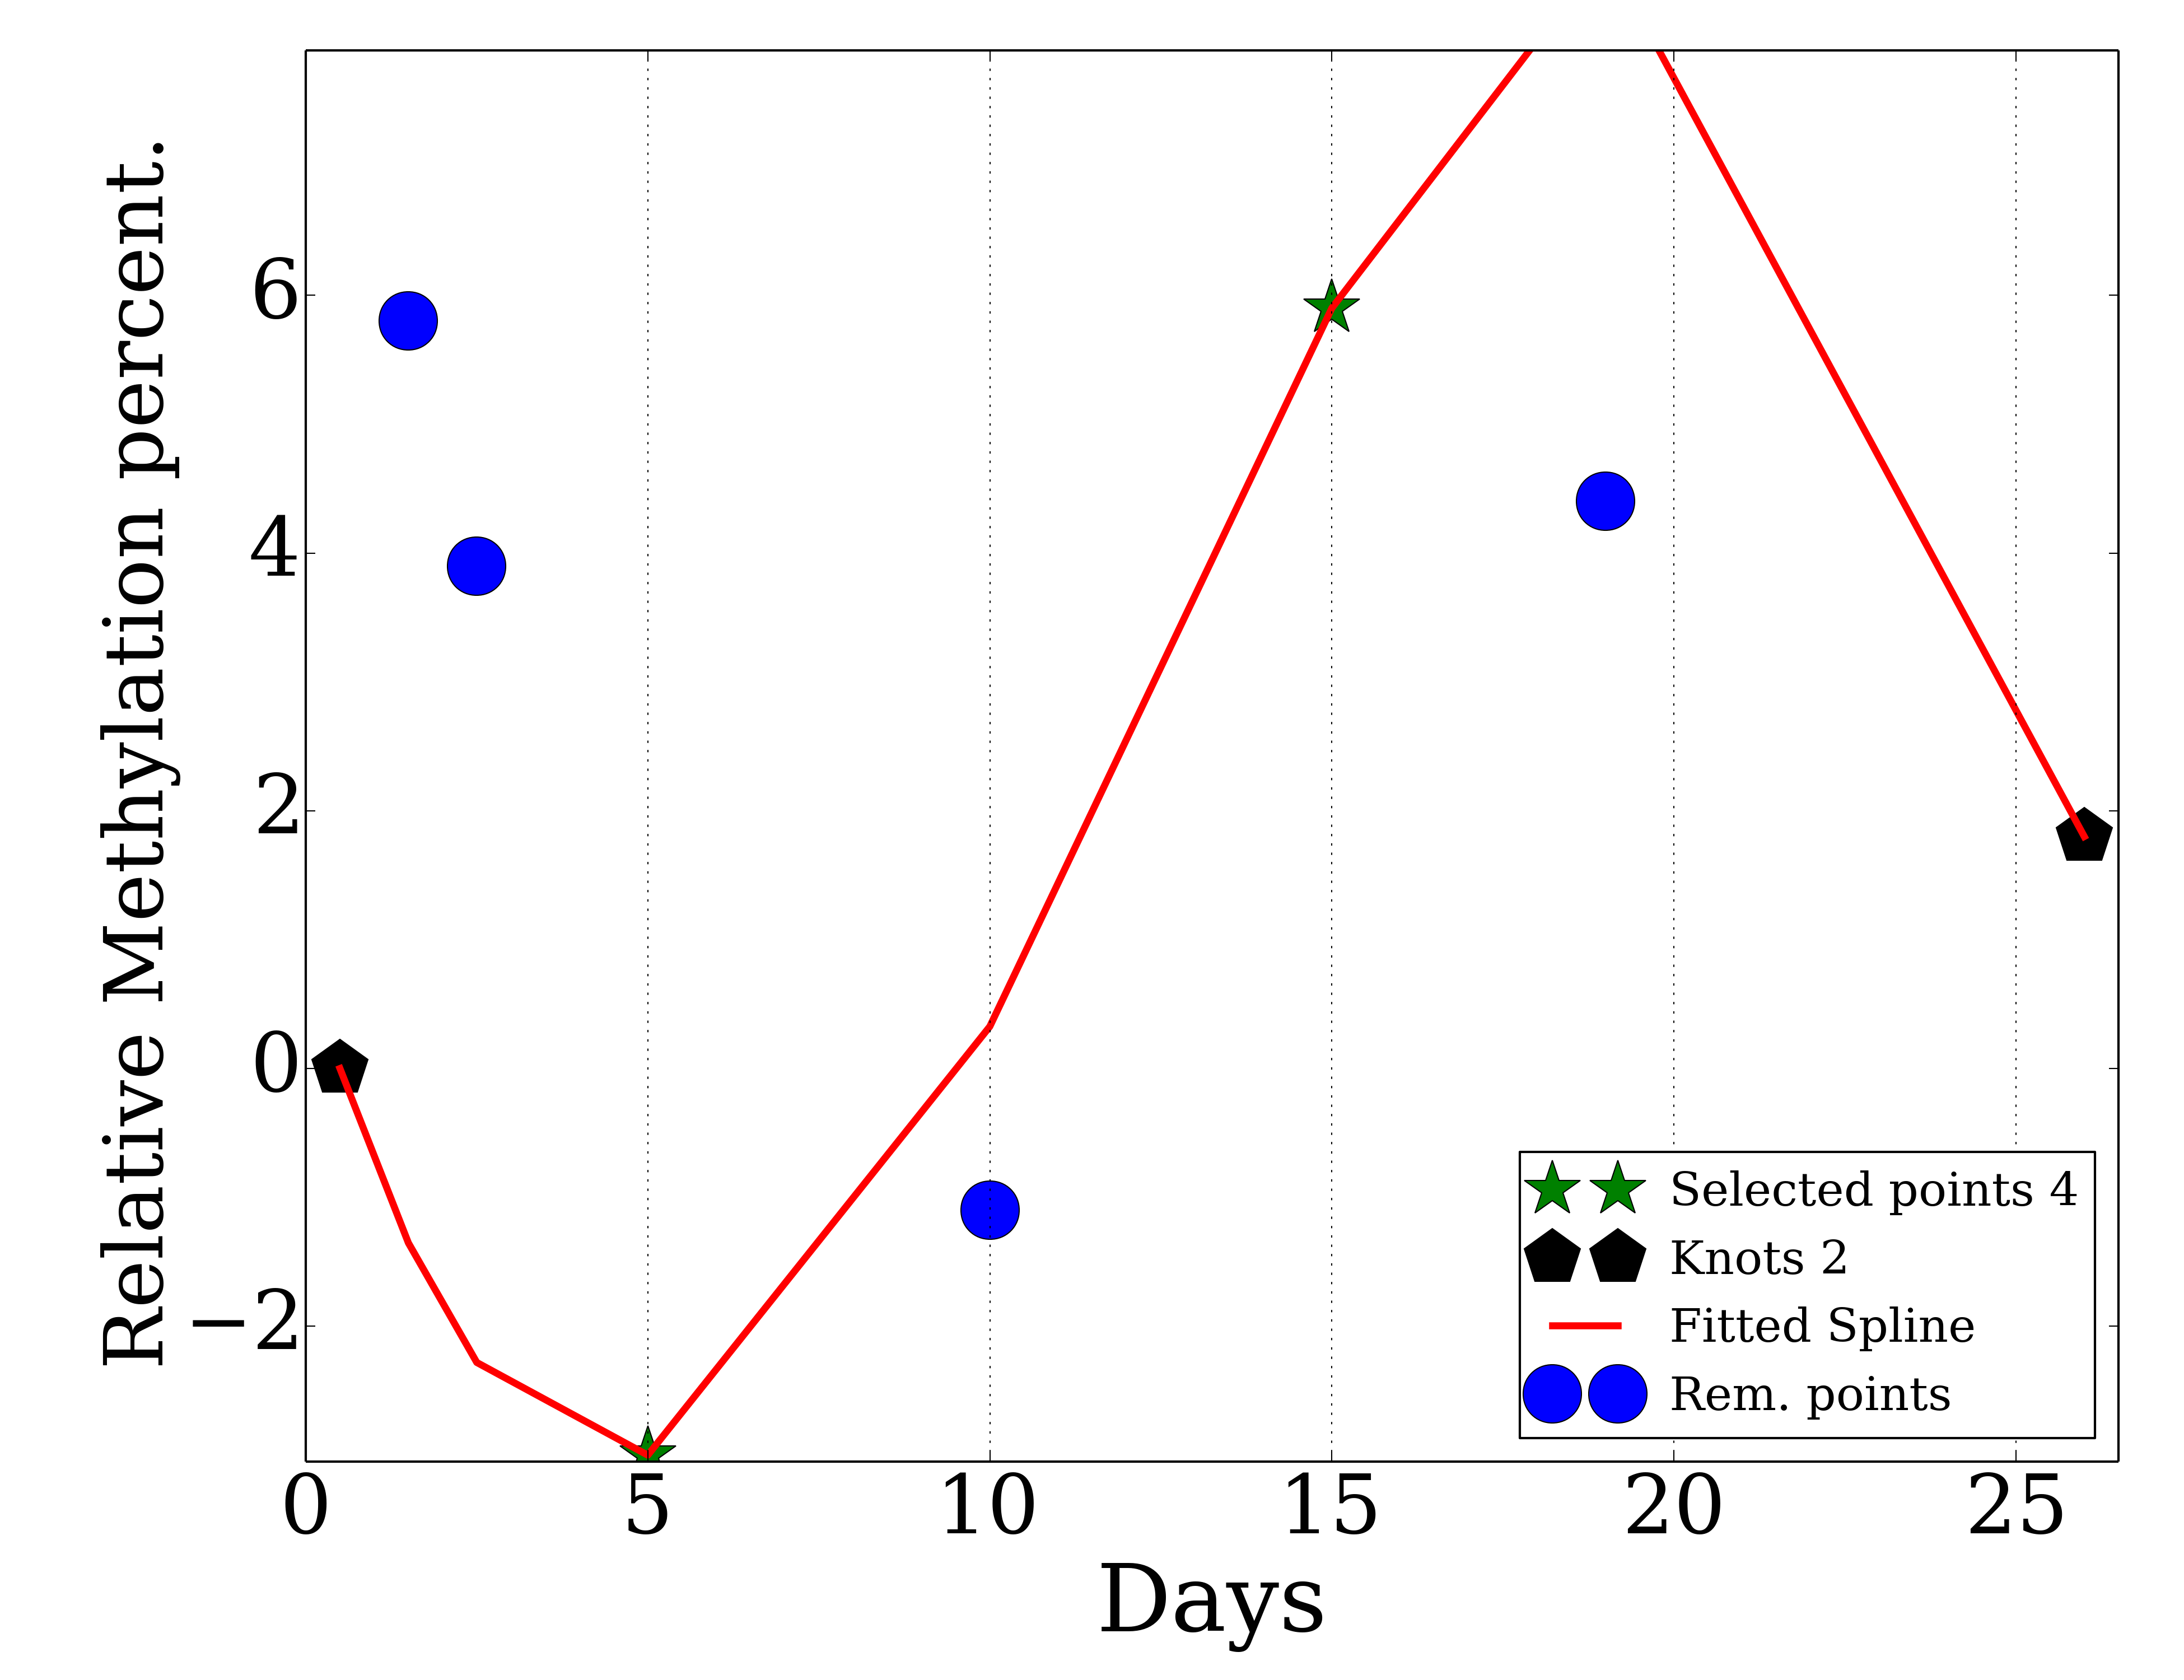 Relative Methylation percent.
6
4
2
0
−2
0 5 10 15 20 25
Days
Selected points 4
Knots 2
Fitted Spline
Rem. points